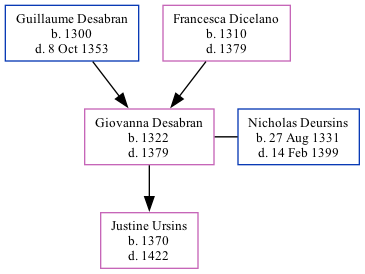 Guillaume Desabran
b. 1300
d. 8 Oct 1353
Francesca Dicelano
b. 1310
d. 1379
Giovanna Desabran
b. 1322
d. 1379
Nicholas Deursins
b. 27 Aug 1331
d. 14 Feb 1399
Justine Ursins
b. 1370
d. 1422